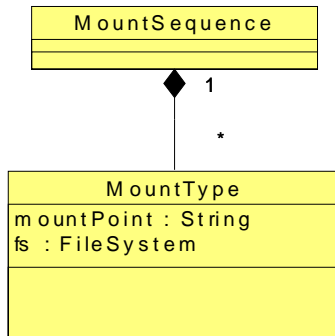 MountSequence
1
*
MountType
mountPoint : String
fs : FileSystem